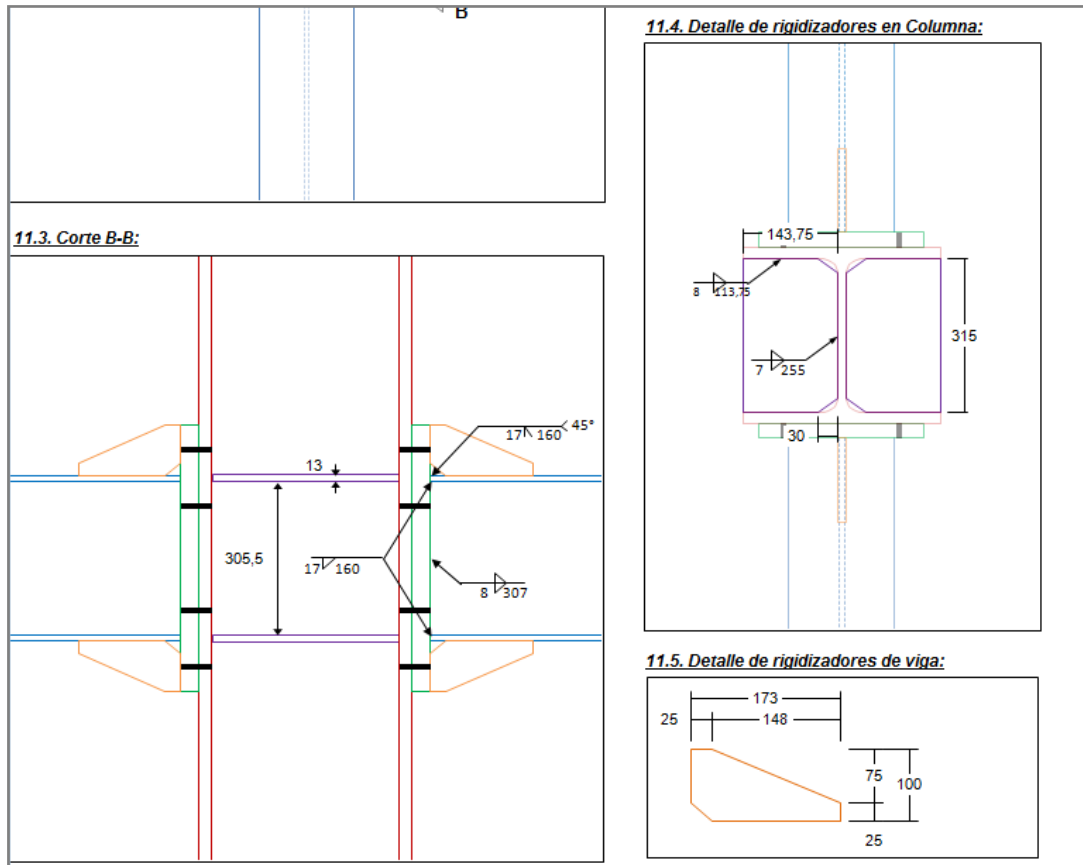 B
11.3. Corte B-B:
13
305,5
17 160 45°
17 160
8 307
11.4. Detalle de rigidizadores en Columna:
143,75
8 113,75
7 255
315
30
11.5. Detalle de rigidizadores de viga:
173
25 148
75
100
25